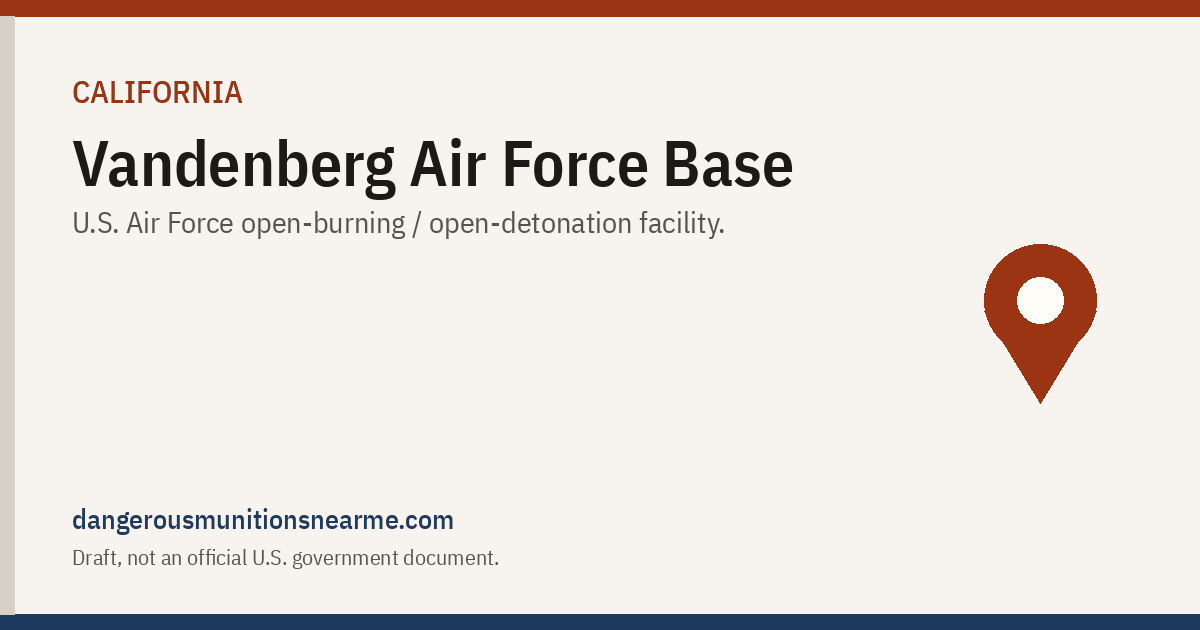 CALIFORNIA
Vandenberg Air Force Base
U.S. Air Force open-burning / open-detonation facility.
dangerousmunitionsnearme.com
Draft, not an official U.S. government document.